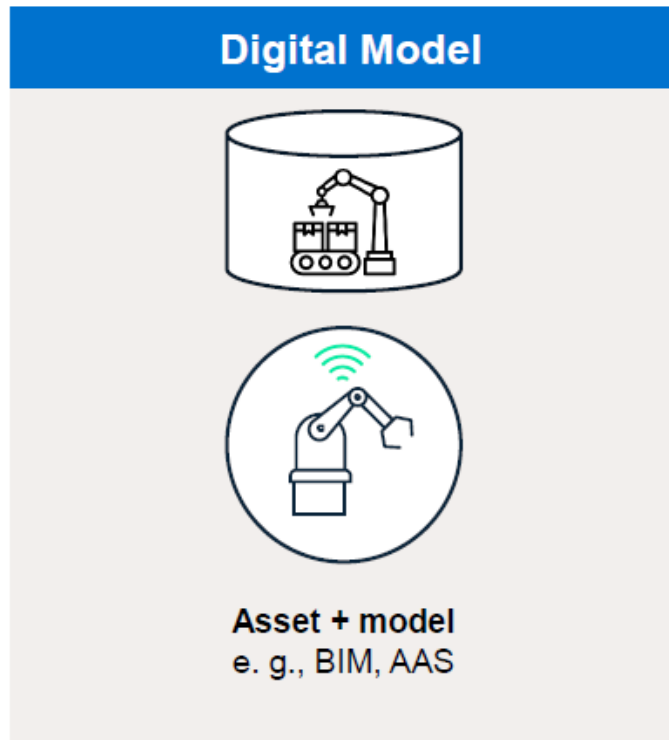 Digital Model
Asset + model
e. g., BIM, AAS